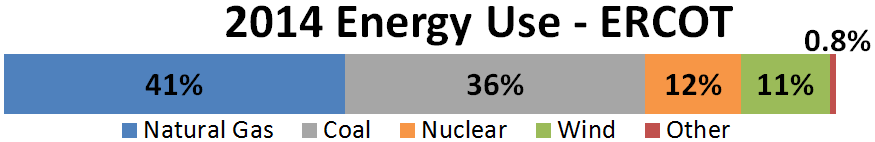 2014 Energy Use - ERCOT
0.8%
41% 36% 12% 11%
Natural Gas Coal Nuclear Wind Other